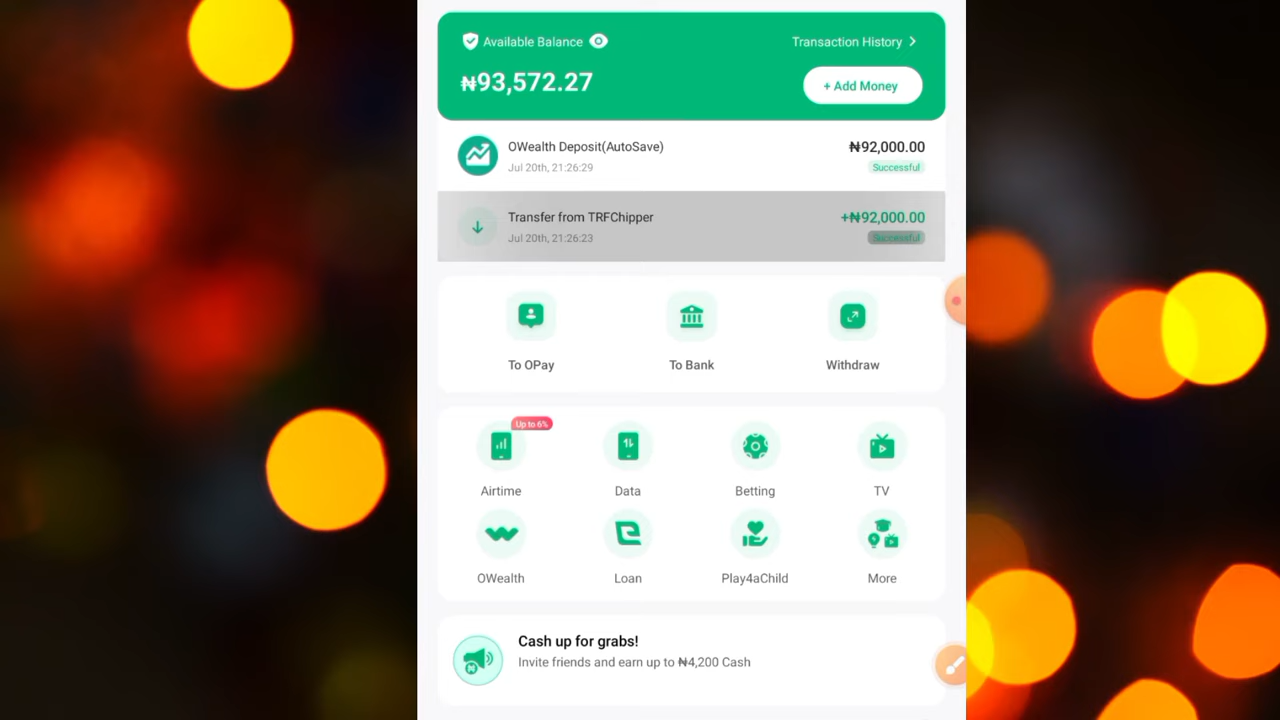 Available Balance
Transaction History
₦93,572.27
+ Add Money
OWealth Deposit(AutoSave)
₦92,000.00
Jul 20th, 21:26:29
Successful
Transfer from TRFChipper
+₦92,000.00
Jul 20th, 21:26:23
Successful
To OPay
To Bank
Withdraw
Up to 6%
Airtime
Data
Betting
TV
OWealth
Loan
Play4aChild
More
Cash up for grabs!
Invite friends and earn up to ₦4,200 Cash